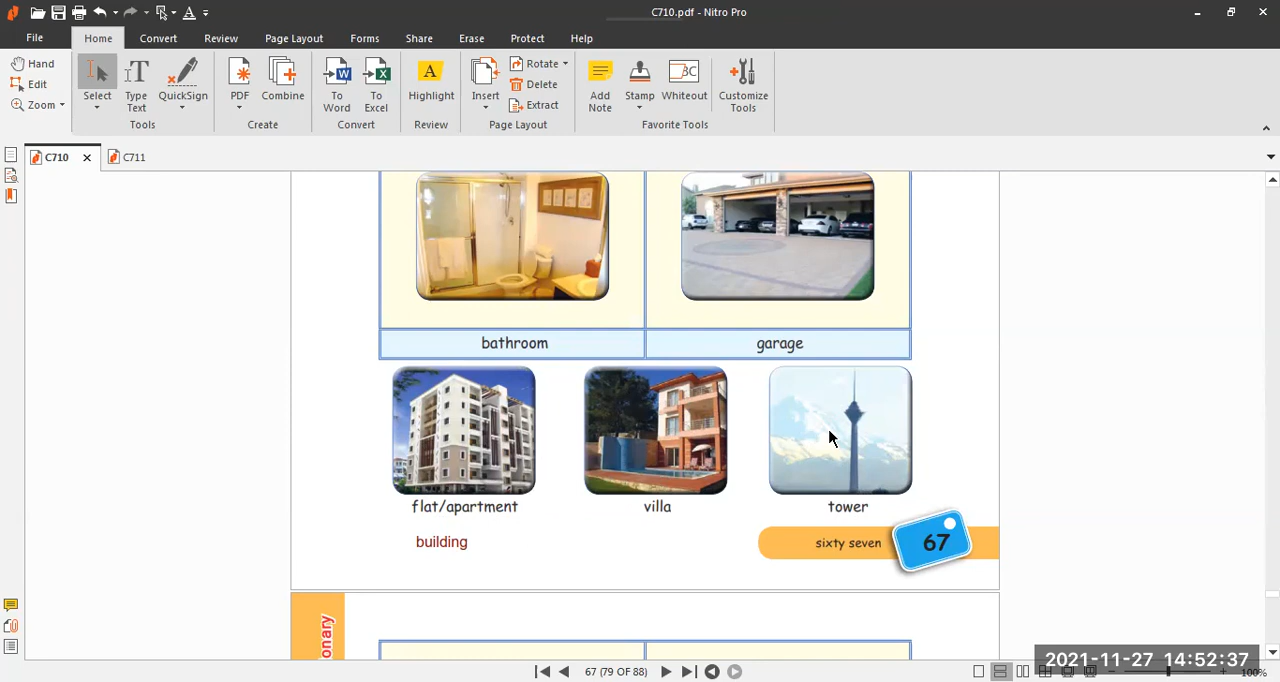 C710.pdf - Nitro Pro
File Home Convert Review Page Layout Forms Share Erase Protect Help
Hand
Edit
Zoom
Select
Type Text
QuickSign
Tools
PDF
Combine
Create
To Word
To Excel
Convert
Highlight
Review
Insert
Rotate
Delete
Extract
Page Layout
Add Note
Stamp
Whiteout
Customize Tools
Favorite Tools
C710
C711
bathroom
garage
flat/apartment
villa
tower
building
sixty seven
67
onary
67 (79 OF 88)
2021-11-27 14:52:37
100%